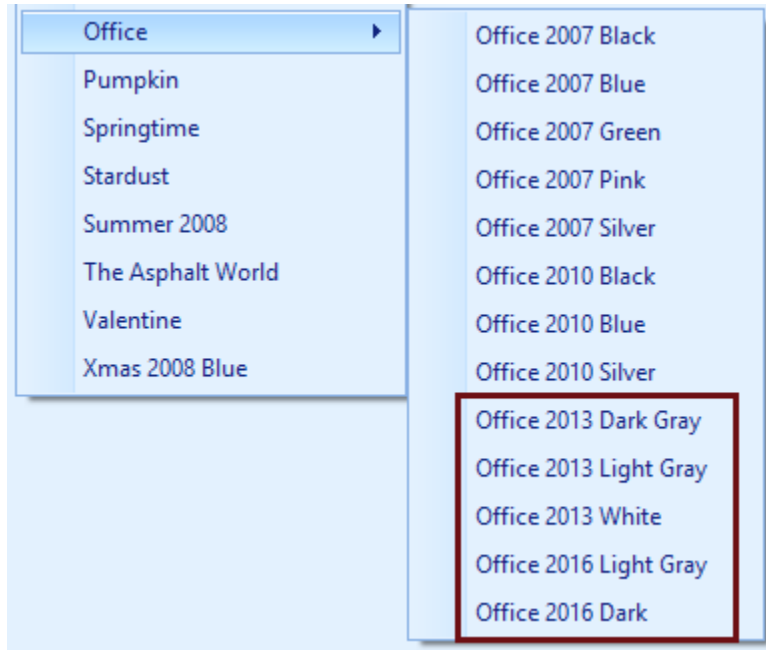 Office
Pumpkin
Springtime
Stardust
Summer 2008
The Asphalt World
Valentine
Xmas 2008 Blue
Office 2007 Black
Office 2007 Blue
Office 2007 Green
Office 2007 Pink
Office 2007 Silver
Office 2010 Black
Office 2010 Blue
Office 2010 Silver
Office 2013 Dark Gray
Office 2013 Light Gray
Office 2013 White
Office 2016 Light Gray
Office 2016 Dark